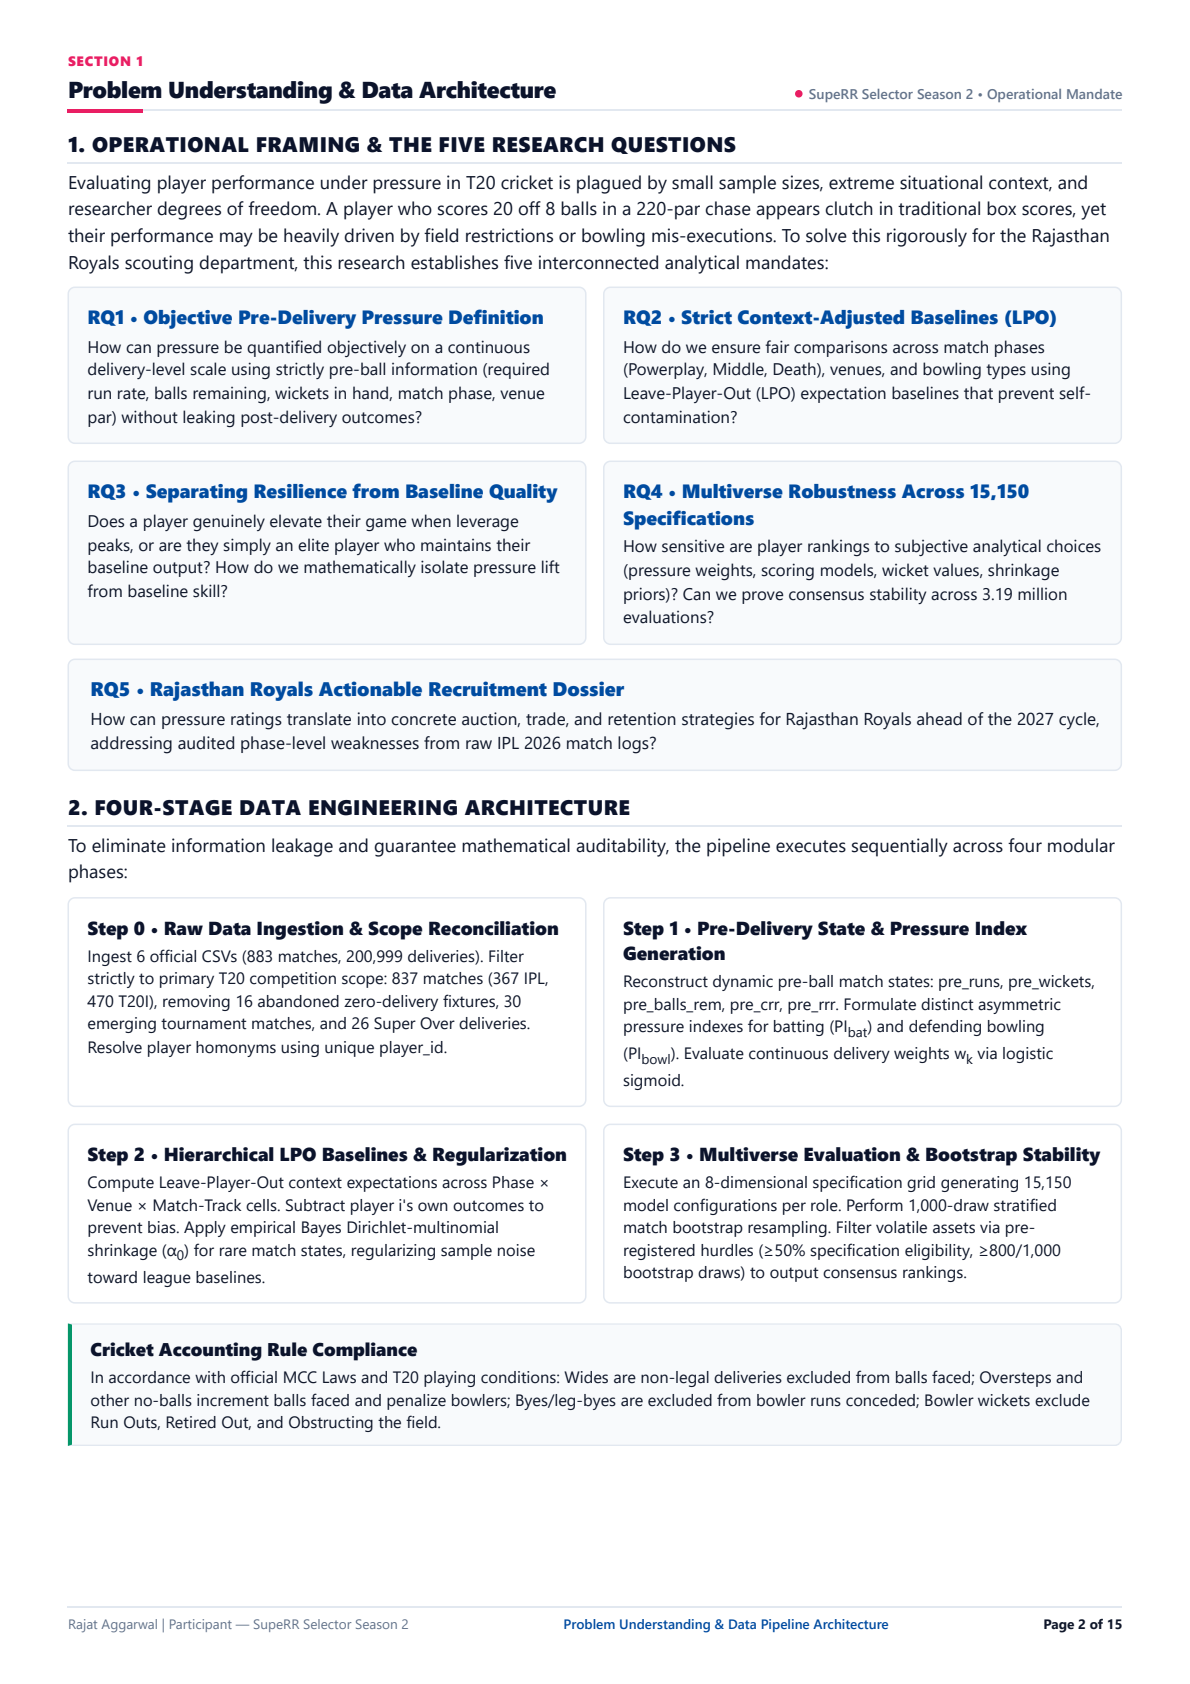 SECTION 1
Problem Understanding & Data Architecture
● SupeRR Selector Season 2 • Operational Mandate
1. OPERATIONAL FRAMING & THE FIVE RESEARCH QUESTIONS
Evaluating player performance under pressure in T20 cricket is plagued by small sample sizes, extreme situational context, and
researcher degrees of freedom. A player who scores 20 off 8 balls in a 220-par chase appears clutch in traditional box scores, yet
their performance may be heavily driven by field restrictions or bowling mis-executions. To solve this rigorously for the Rajasthan
Royals scouting department, this research establishes five interconnected analytical mandates:
RQ1 • Objective Pre-Delivery Pressure Definition
How can pressure be quantified objectively on a continuous
delivery-level scale using strictly pre-ball information (required
run rate, balls remaining, wickets in hand, match phase, venue
par) without leaking post-delivery outcomes?
RQ2 • Strict Context-Adjusted Baselines (LPO)
How do we ensure fair comparisons across match phases
(Powerplay, Middle, Death), venues, and bowling types using
Leave-Player-Out (LPO) expectation baselines that prevent self-
contamination?
RQ3 • Separating Resilience from Baseline Quality
Does a player genuinely elevate their game when leverage
peaks, or are they simply an elite player who maintains their
baseline output? How do we mathematically isolate pressure lift
from baseline skill?
RQ4 • Multiverse Robustness Across 15,150
Specifications
How sensitive are player rankings to subjective analytical choices
(pressure weights, scoring models, wicket values, shrinkage
priors)? Can we prove consensus stability across 3.19 million
evaluations?
RQ5 • Rajasthan Royals Actionable Recruitment Dossier
How can pressure ratings translate into concrete auction, trade, and retention strategies for Rajasthan Royals ahead of the 2027 cycle,
addressing audited phase-level weaknesses from raw IPL 2026 match logs?
2. FOUR-STAGE DATA ENGINEERING ARCHITECTURE
To eliminate information leakage and guarantee mathematical auditability, the pipeline executes sequentially across four modular
phases:
Step 0 • Raw Data Ingestion & Scope Reconciliation
Ingest 6 official CSVs (883 matches, 200,999 deliveries). Filter
strictly to primary T20 competition scope: 837 matches (367 IPL,
470 T20I), removing 16 abandoned zero-delivery fixtures, 30
emerging tournament matches, and 26 Super Over deliveries.
Resolve player homonyms using unique player_id.
Step 1 • Pre-Delivery State & Pressure Index
Generation
Reconstruct dynamic pre-ball match states: pre_runs, pre_wickets,
pre_balls_rem, pre_crr, pre_rrr. Formulate distinct asymmetric
pressure indexes for batting (PIbat) and defending bowling
(PIbowl). Evaluate continuous delivery weights wk via logistic
sigmoid.
Step 2 • Hierarchical LPO Baselines & Regularization
Compute Leave-Player-Out context expectations across Phase ×
Venue × Match-Track cells. Subtract player i's own outcomes to
prevent bias. Apply empirical Bayes Dirichlet-multinomial
shrinkage (α0) for rare match states, regularizing sample noise
toward league baselines.
Step 3 • Multiverse Evaluation & Bootstrap Stability
Execute an 8-dimensional specification grid generating 15,150
model configurations per role. Perform 1,000-draw stratified
match bootstrap resampling. Filter volatile assets via pre-
registered hurdles (≥50% specification eligibility, ≥800/1,000
bootstrap draws) to output consensus rankings.
Cricket Accounting Rule Compliance
In accordance with official MCC Laws and T20 playing conditions: Wides are non-legal deliveries excluded from balls faced; Oversteps and
other no-balls increment balls faced and penalize bowlers; Byes/leg-byes are excluded from bowler runs conceded; Bowler wickets exclude
Run Outs, Retired Out, and Obstructing the field.
Rajat Aggarwal | Participant — SupeRR Selector Season 2
Problem Understanding & Data Pipeline Architecture
Page 2 of 15